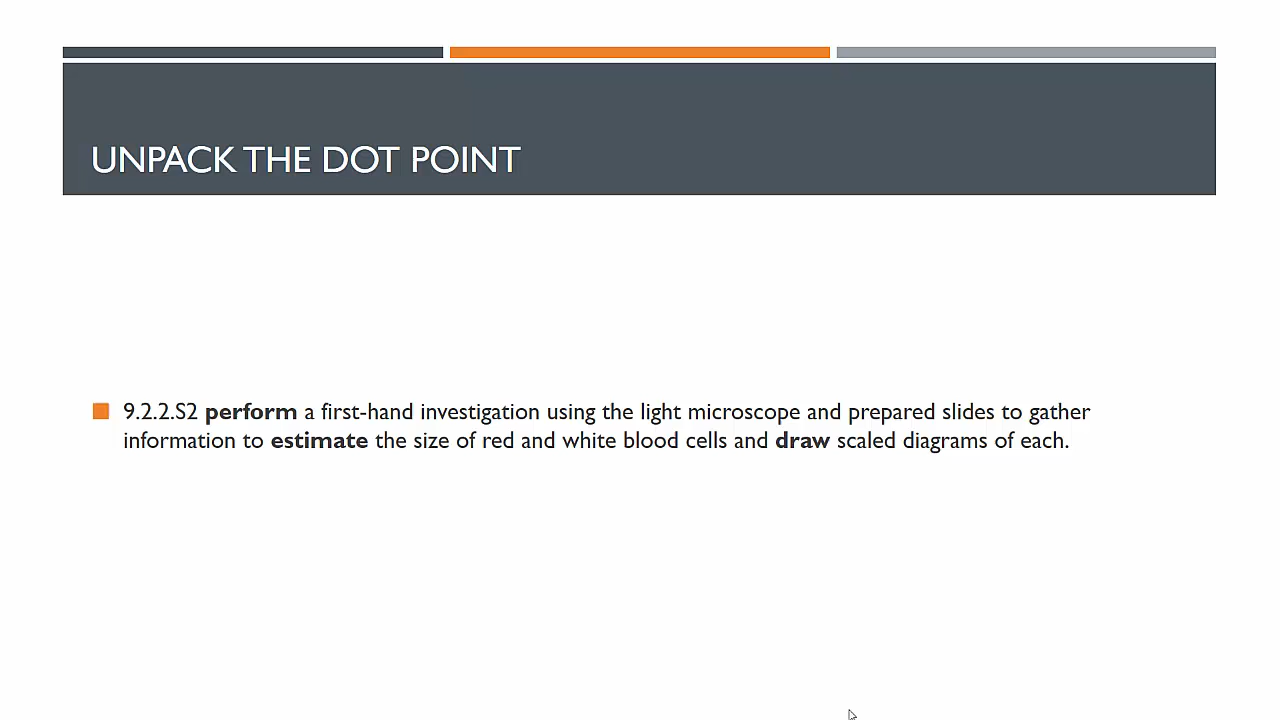 UNPACK THE DOT POINT
9.2.2.S2 perform a first-hand investigation using the light microscope and prepared slides to gather
information to estimate the size of red and white blood cells and draw scaled diagrams of each.